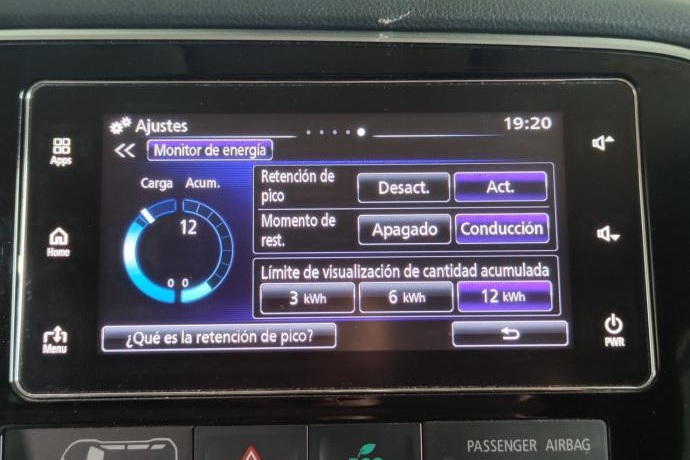 Ajustes
19:20
Monitor de energía
Carga Acum.
12
0 0
Retención de
pico
Desact.
Act.
Momento de
rest.
Apagado
Conducción
Límite de visualización de cantidad acumulada
3 kWh
6 kWh
12 kWh
¿Qué es la retención de pico?
Apps
Home
Menu
PWR
PASSENGER AIRBAG